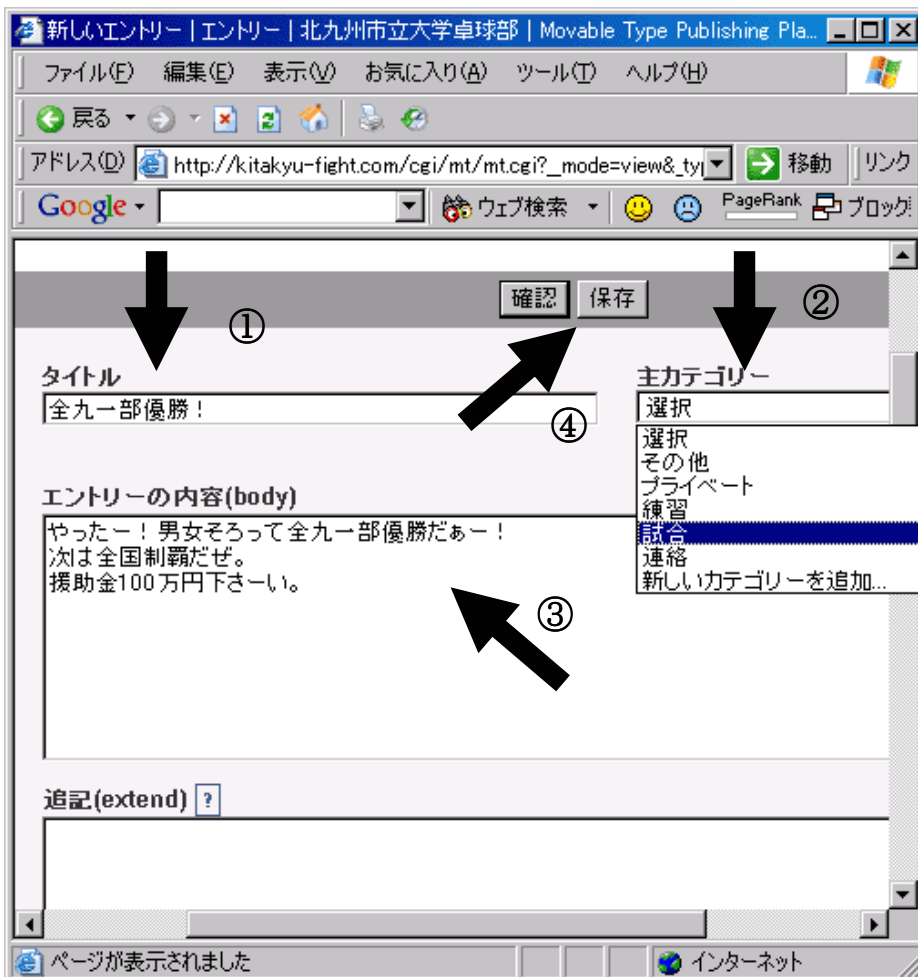 新しいエントリー | エントリー | 北九州市立大学卓球部 | Movable Type Publishing Pla...
ファイル(F) 編集(E) 表示(V) お気に入り(A) ツール(T) ヘルプ(H)
戻る
アドレス(D) http://kitakyu-fight.com/cgi/mt/mt.cgi?_mode=view&_ty 移動 リンク
Google ウェブ検索 PageRank ブロック
確認 保存
① ②
タイトル 主カテゴリー
全九一部優勝！ 選択
④
選択
その他
プライベート
練習
試合
連絡
新しいカテゴリーを追加...
エントリーの内容(body)
やったー！男女そろって全九一部優勝だぁー！
次は全国制覇だぜ。
援助金100万円下さーい。
③
追記(extend) ?
ページが表示されました インターネット